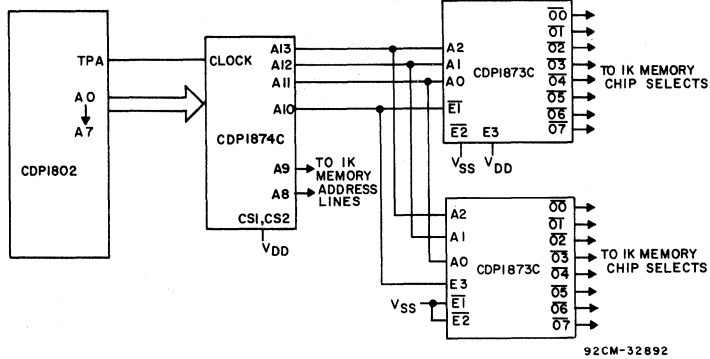 TPA
A0
A7
CDP1802
CLOCK
A13
A12
A11
A10
CDP1874C
A9
A8
CS1,CS2
VDD
TO 1K
MEMORY
ADDRESS
LINES
A2
A1
A0
E1
E2 E3
CDP1873C
VSS VDD
00
01
02
03
04
05
06
07
TO 1K MEMORY
CHIP SELECTS
A2
A1
A0
E3
E1
E2
VSS
CDP1873C
00
01
02
03
04
05
06
07
TO 1K MEMORY
CHIP SELECTS
92CM-32892